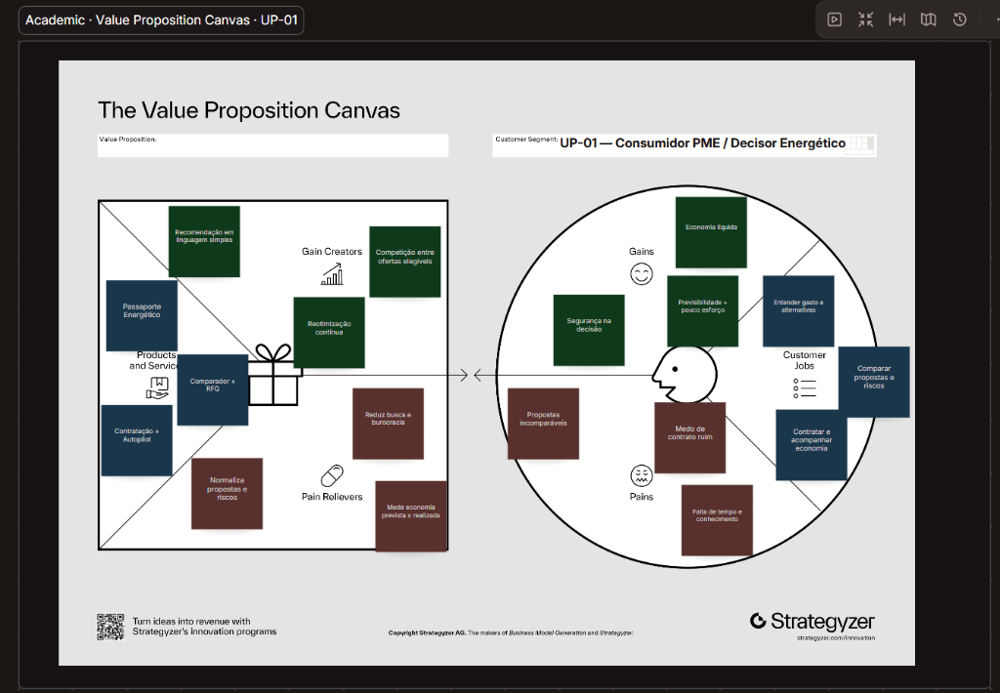 Academic · Value Proposition Canvas · UP-01
The Value Proposition Canvas
Value Proposition:
Customer Segment:
UP-01 — Consumidor PME / Decisor Energético
Recomendação em
linguagem simples
Gain Creators
Competição entre
ofertas elegíveis
Passaporte
Energético
Reotimização
contínua
Products
and Servic
Comparador +
RFQ
Contratação +
Autopilot
Reduz busca e
burocracia
Normaliza
propostas e
riscos
Pain Relievers
Mede economia
prevista x realizada
Economia líquida
Gains
Previsibilidade +
pouco esforço
Entender gasto e
alternativas
Segurança na
decisão
Customer
Jobs
Comparar
propostas e
riscos
Propostas
incomparáveis
Medo de
contrato ruim
Contratar e
acompanhar
economia
Pains
Falta de tempo e
conhecimento
Turn ideas into revenue with
Strategyzer's innovation programs
Copyright Strategyzer AG. The makers of Business Model Generation and Strategyzer.
Strategyzer
strategyzer.com/innovation